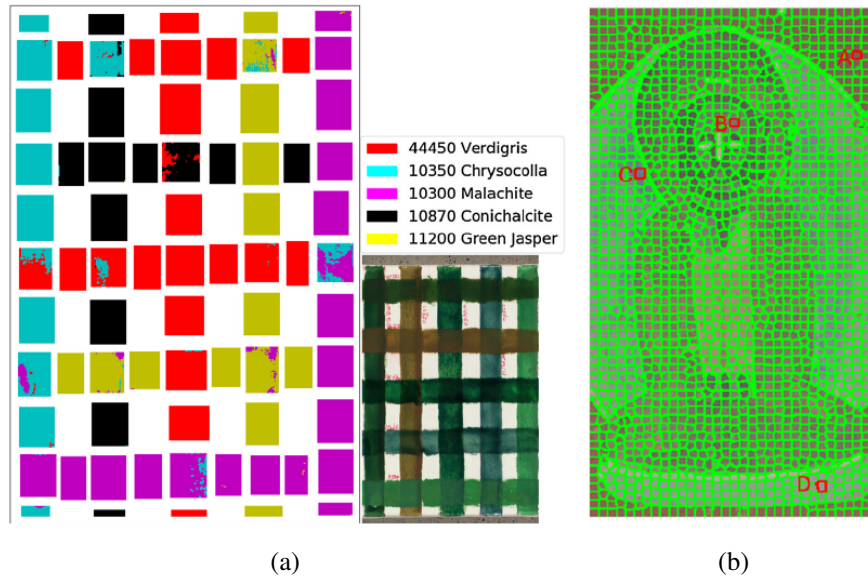 44450 Verdigris
10350 Chrysocolla
10300 Malachite
10870 Conichalcite
11200 Green Jasper
A
B
C
D
(a)
(b)